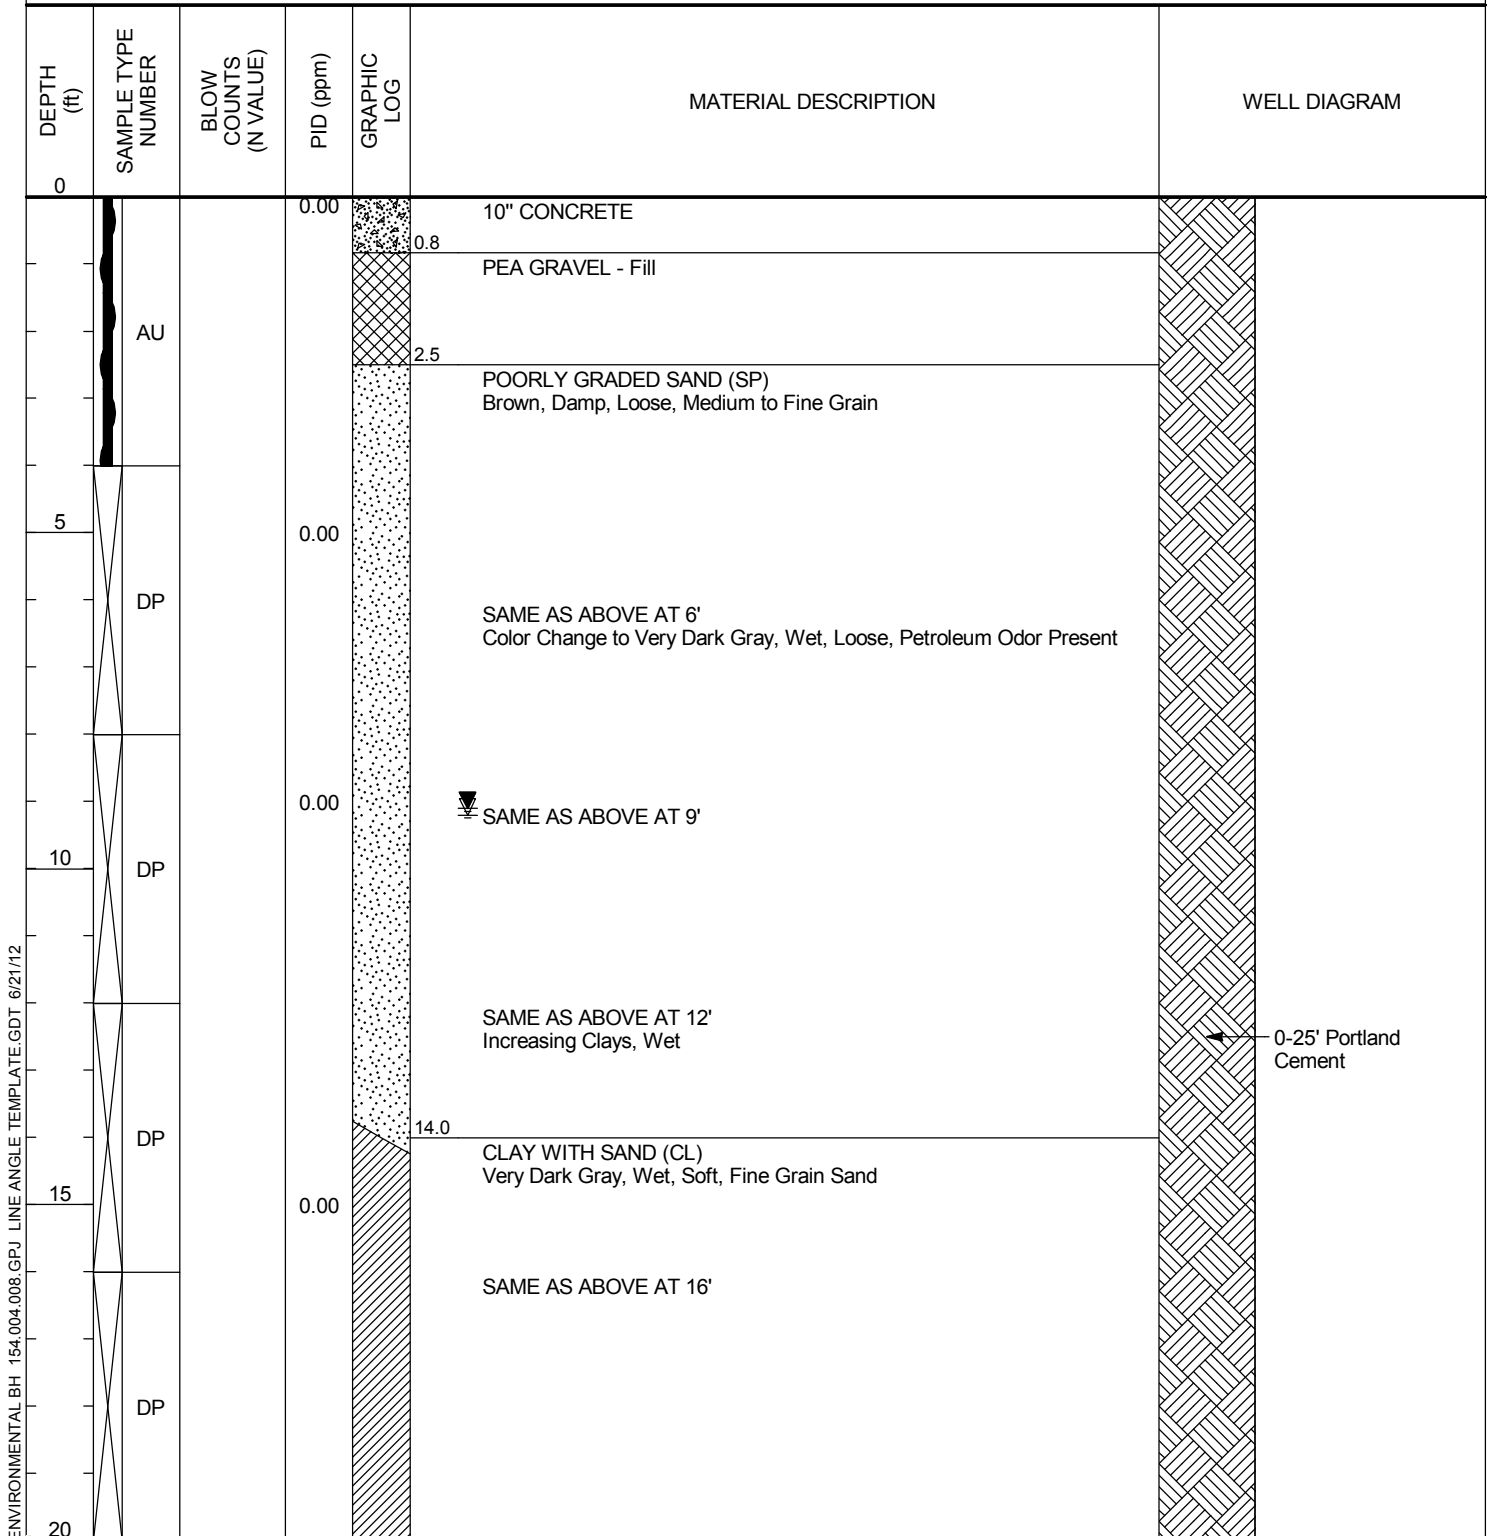 DEPTH
(ft)
SAMPLE TYPE
NUMBER
BLOW
COUNTS
(N VALUE)
PID (ppm)
GRAPHIC
LOG
MATERIAL DESCRIPTION
WELL DIAGRAM
0
0.00
10" CONCRETE
0.8
PEA GRAVEL - Fill
AU
2.5
POORLY GRADED SAND (SP)
Brown, Damp, Loose, Medium to Fine Grain
5
0.00
DP
SAME AS ABOVE AT 6'
Color Change to Very Dark Gray, Wet, Loose, Petroleum Odor Present
0.00
SAME AS ABOVE AT 9'
10
DP
SAME AS ABOVE AT 12'
Increasing Clays, Wet
0-25' Portland
Cement
14.0
DP
CLAY WITH SAND (CL)
Very Dark Gray, Wet, Soft, Fine Grain Sand
15
0.00
SAME AS ABOVE AT 16'
DP
20
ENVIRONMENTAL BH 154.004.008.GPJ LINE ANGLE TEMPLATE.GDT 6/21/12